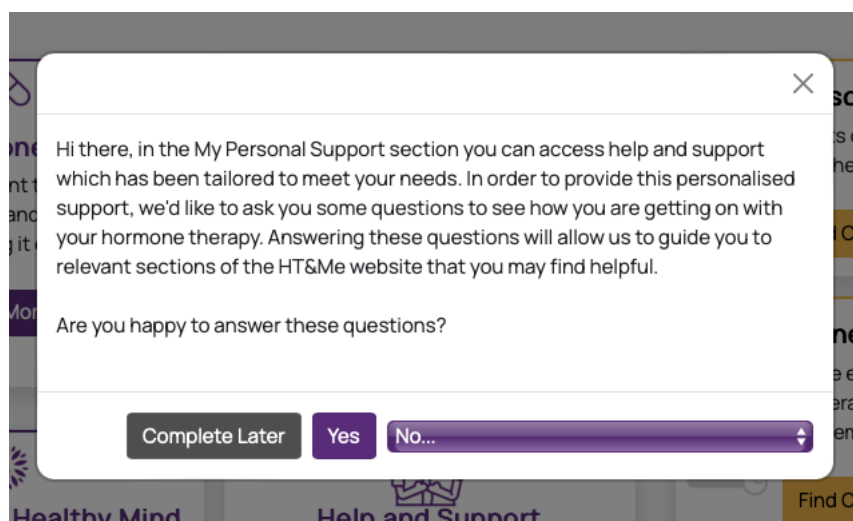 Hi there, in the My Personal Support section you can access help and support
which has been tailored to meet your needs. In order to provide this personalised
support, we'd like to ask you some questions to see how you are getting on with
your hormone therapy. Answering these questions will allow us to guide you to
relevant sections of the HT&Me website that you may find helpful.
Are you happy to answer these questions?
Complete Later
Yes
No...
Healthy Mind
Help and Support
Find